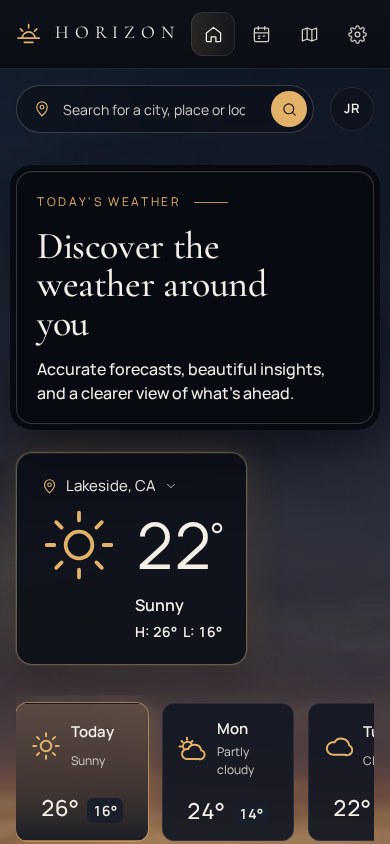 HORIZON
Search for a city, place or loc
JR
TODAY'S WEATHER
Discover the
weather around
you
Accurate forecasts, beautiful insights,
and a clearer view of what's ahead.
Lakeside, CA
22°
Sunny
H: 26° L: 16°
Today
Sunny
26° 16°
Mon
Partly
cloudy
24° 14°
Tu
Cl
22°